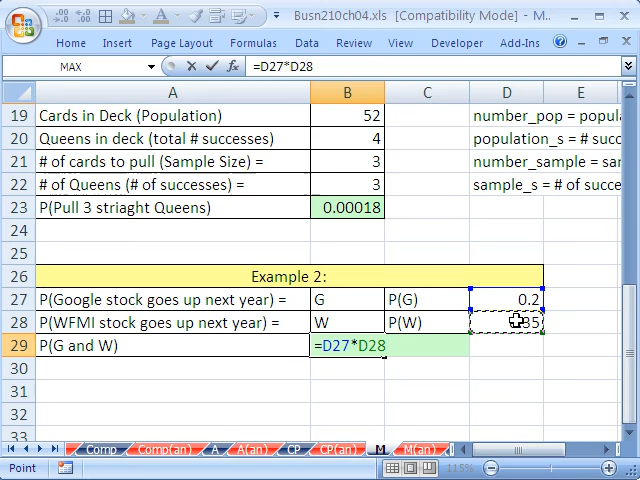 Busn210ch04.xls [Compatibility Mode] - M...
Home Insert Page Layout Formulas Data Review View Developer Add-Ins
MAX =D27*D28
A B C D E
19 Cards in Deck (Population) 52 number_pop = popula
20 Queens in deck (total # successes) 4 population_s = # suc
21 # of cards to pull (Sample Size) = 3 number_sample = sam
22 # of Queens (# of successes) = 3 sample_s = # of succe
23 P(Pull 3 striaght Queens) 0.00018
24
25
26 Example 2:
27 P(Google stock goes up next year) = G P(G) 0.2
28 P(WFMI stock goes up next year) = W P(W) 35
29 P(G and W) =D27*D28
30
31
32
33
Comp Comp(an) A A(an) CP CP(an) M M(an)
Point 115%